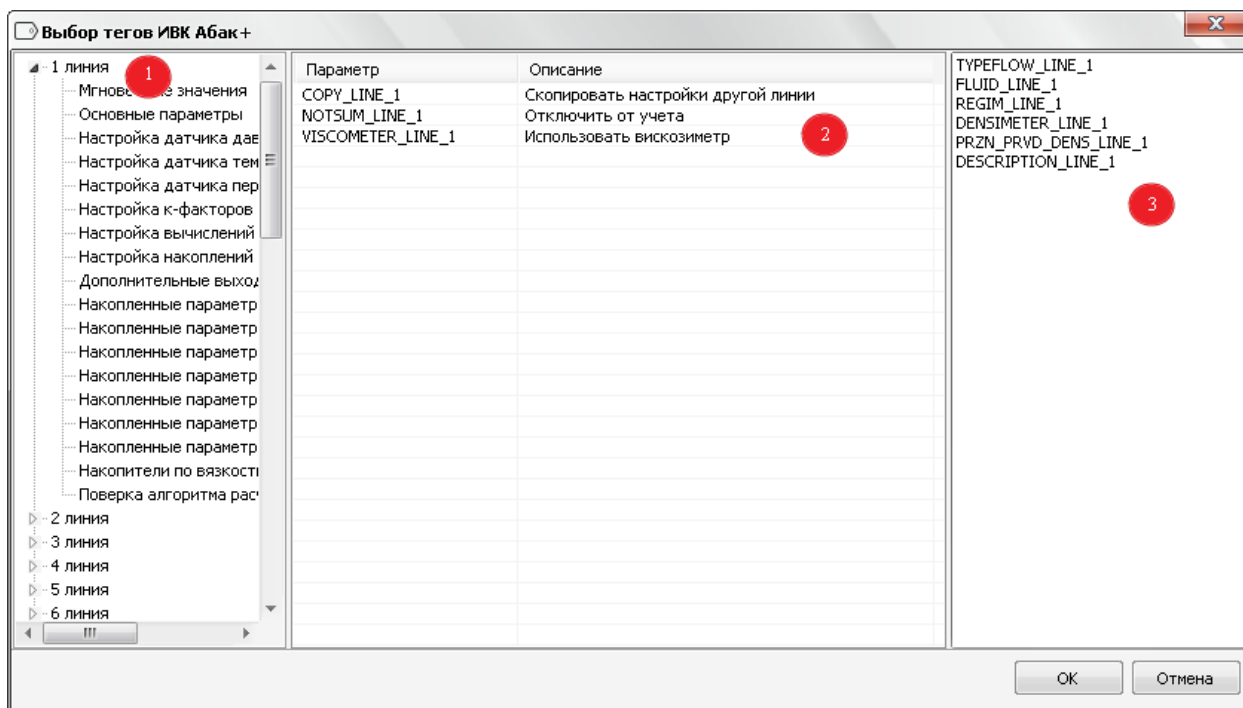 Выбор тегов ИВК Абак+
1 линия
1
значения
Основные параметры
Настройка датчика дав
Настройка датчика тем
Настройка датчика пер
Настройка к-факторов
Настройка вычислений
Настройка накоплений
Дополнительные выход
Накопленные параметр
Накопленные параметр
Накопленные параметр
Накопленные параметр
Накопленные параметр
Накопленные параметр
Накопленные параметр
Накопители по вязкости
Поверка алгоритма рас
2 линия
3 линия
4 линия
5 линия
6 линия
Параметр Описание
COPY_LINE_1 Скопировать настройки другой линии
NOTSUM_LINE_1 Отключить от учета
VISCOMETER_LINE_1 Использовать вискозиметр
2
TYPEFLOW_LINE_1
FLUID_LINE_1
REGIM_LINE_1
DENSIMETER_LINE_1
PRZN_PRVD_DENS_LINE_1
DESCRIPTION_LINE_1
3
OK Отмена